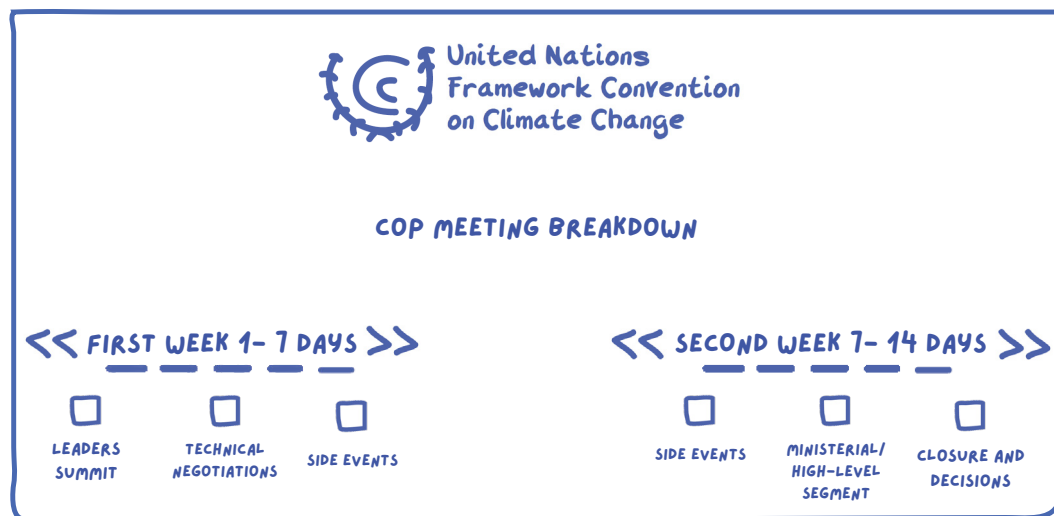 United Nations
Framework Convention
on Climate Change
COP MEETING BREAKDOWN
<< FIRST WEEK 1- 7 DAYS >>
LEADERS
SUMMIT
TECHNICAL
NEGOTIATIONS
SIDE EVENTS
<< SECOND WEEK 7- 14 DAYS >>
SIDE EVENTS
MINISTERIAL/
HIGH-LEVEL
SEGMENT
CLOSURE AND
DECISIONS